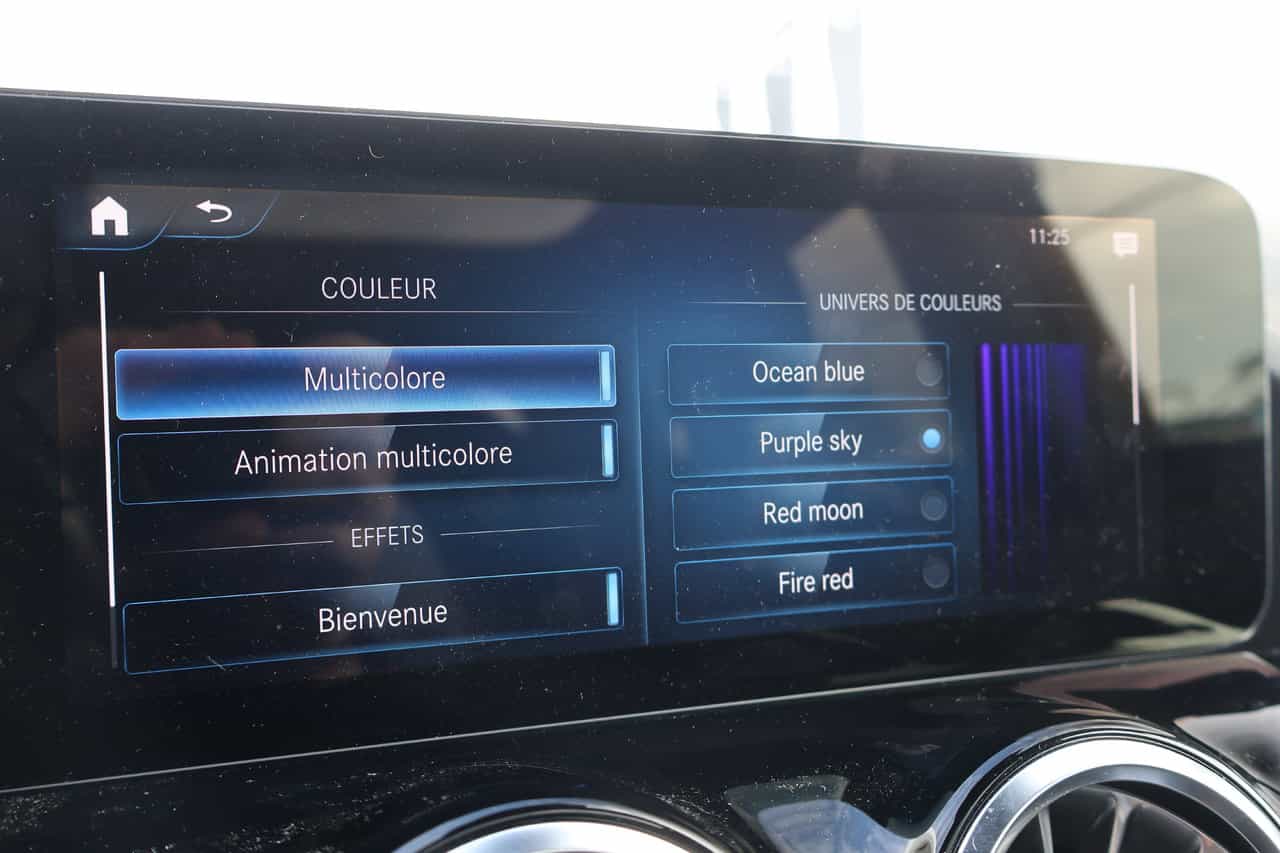 11:25
COULEUR
Multicolore
Animation multicolore
EFFETS
Bienvenue
UNIVERS DE COULEURS
Ocean blue
Purple sky
Red moon
Fire red